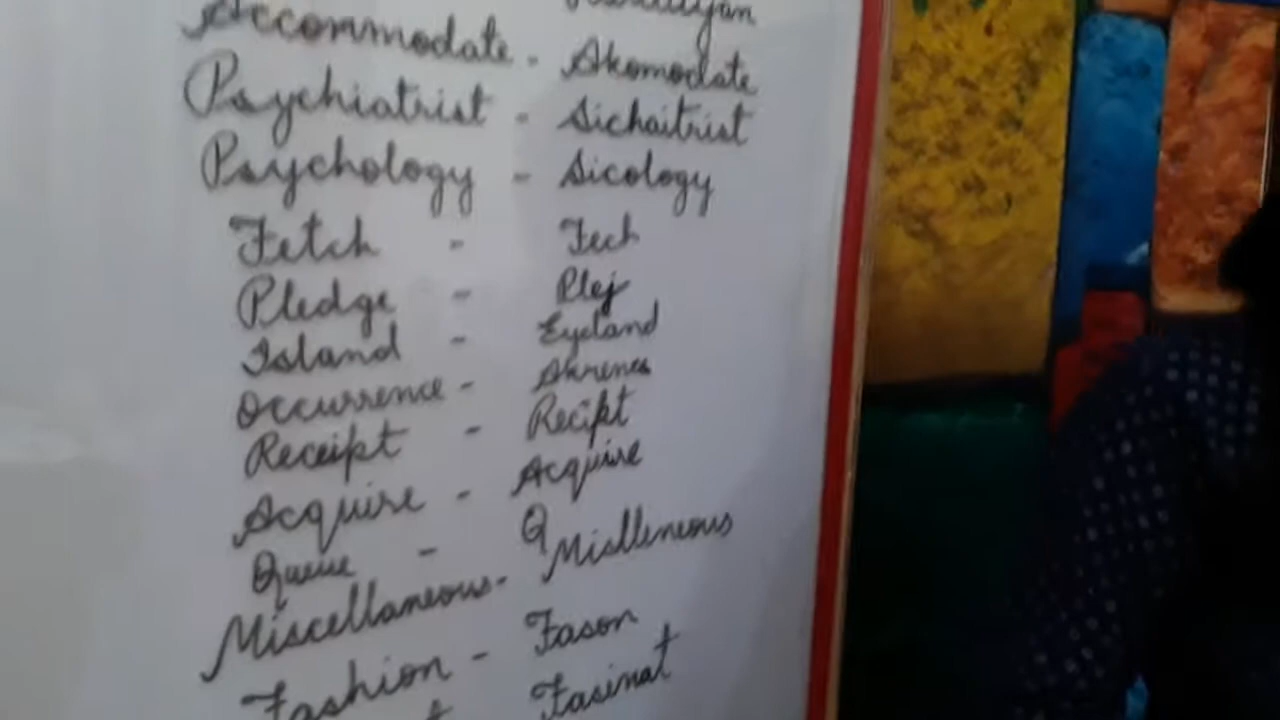 Accommodate - Akomodate
Psychiatrist - Sichaitrist
Psychology - Sicology
Fetch - Fech
Pledge - Plej
Island - Eyeland
Occurrence - Akrence
Receipt - Recipt
Acquire - Acquire
Queue - Q
Miscellaneous - Mislleneous
Fashion - Fason
Fasinat